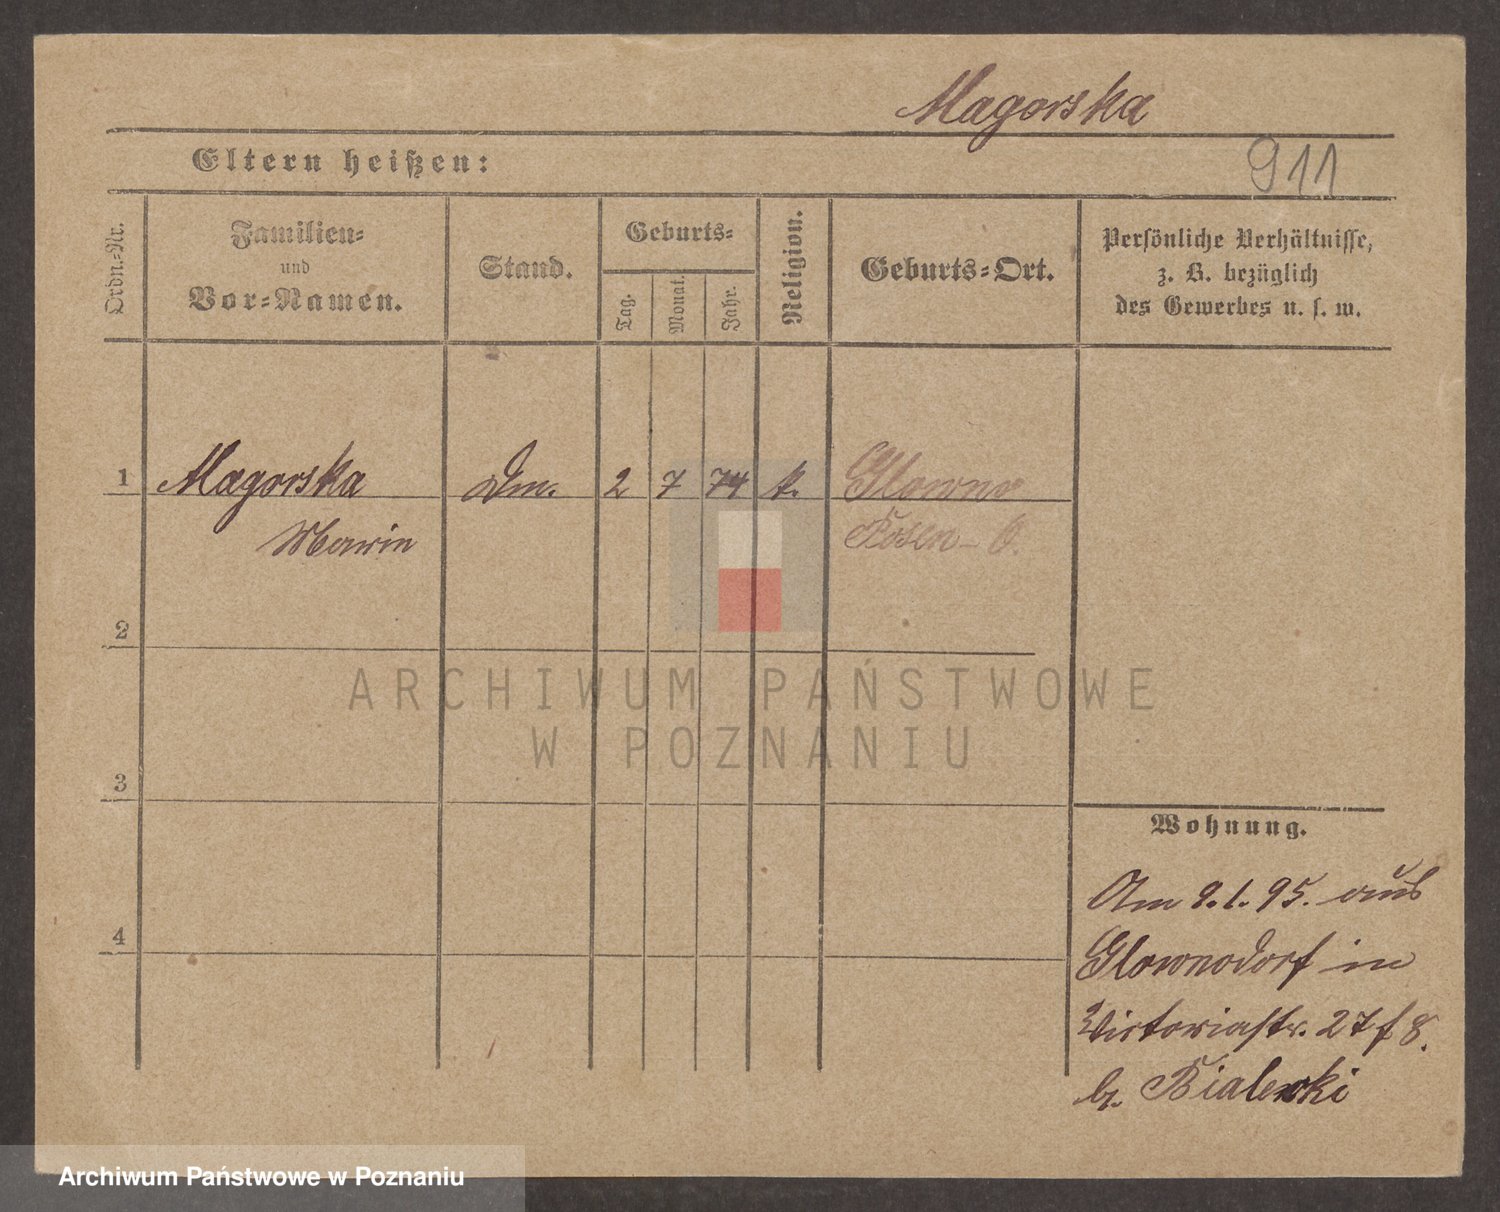 Magorska
Eltern heißen:
911
Ordn.-Nr.
Familien-
und
Vor-Namen.
Stand.
Geburts-
Tag.
Monat.
Jahr.
Religion.
Geburts-Ort.
Persönliche Verhältnisse,
z. B. bezüglich
des Gewerbes u. s. w.
1 Magorska Dm. 2 7 74 k. Glowno
Marie Posen-O.
2
ARCHIWUM PAŃSTWOWE
W POZNANIU
3
Wohnung.
Am 9.1.95. aus
4
Glownodorf in
Victoriastr. 27 f 8.
b. Bialecki
Archiwum Państwowe w Poznaniu